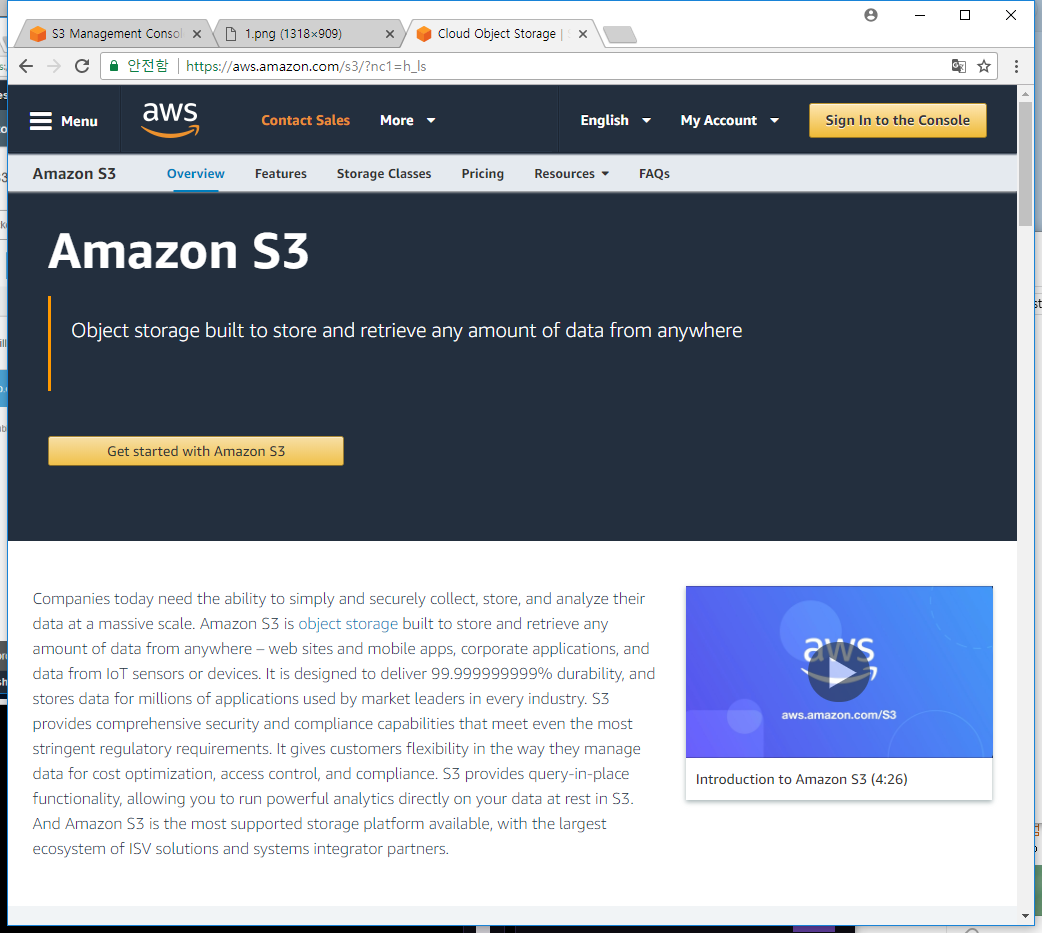 S3 Management Consol
1.png (1318×909)
Cloud Object Storage |
안전함
https://aws.amazon.com/s3/?nc1=h_ls
Menu
aws
Contact Sales
More
English
My Account
Sign In to the Console
Amazon S3
Overview
Features
Storage Classes
Pricing
Resources
FAQs
Amazon S3
Object storage built to store and retrieve any amount of data from anywhere
Get started with Amazon S3
Companies today need the ability to simply and securely collect, store, and analyze their
data at a massive scale. Amazon S3 is object storage built to store and retrieve any
amount of data from anywhere – web sites and mobile apps, corporate applications, and
data from IoT sensors or devices. It is designed to deliver 99.999999999% durability, and
stores data for millions of applications used by market leaders in every industry. S3
provides comprehensive security and compliance capabilities that meet even the most
stringent regulatory requirements. It gives customers flexibility in the way they manage
data for cost optimization, access control, and compliance. S3 provides query-in-place
functionality, allowing you to run powerful analytics directly on your data at rest in S3.
And Amazon S3 is the most supported storage platform available, with the largest
ecosystem of ISV solutions and systems integrator partners.
aws
aws.amazon.com/S3
Introduction to Amazon S3 (4:26)